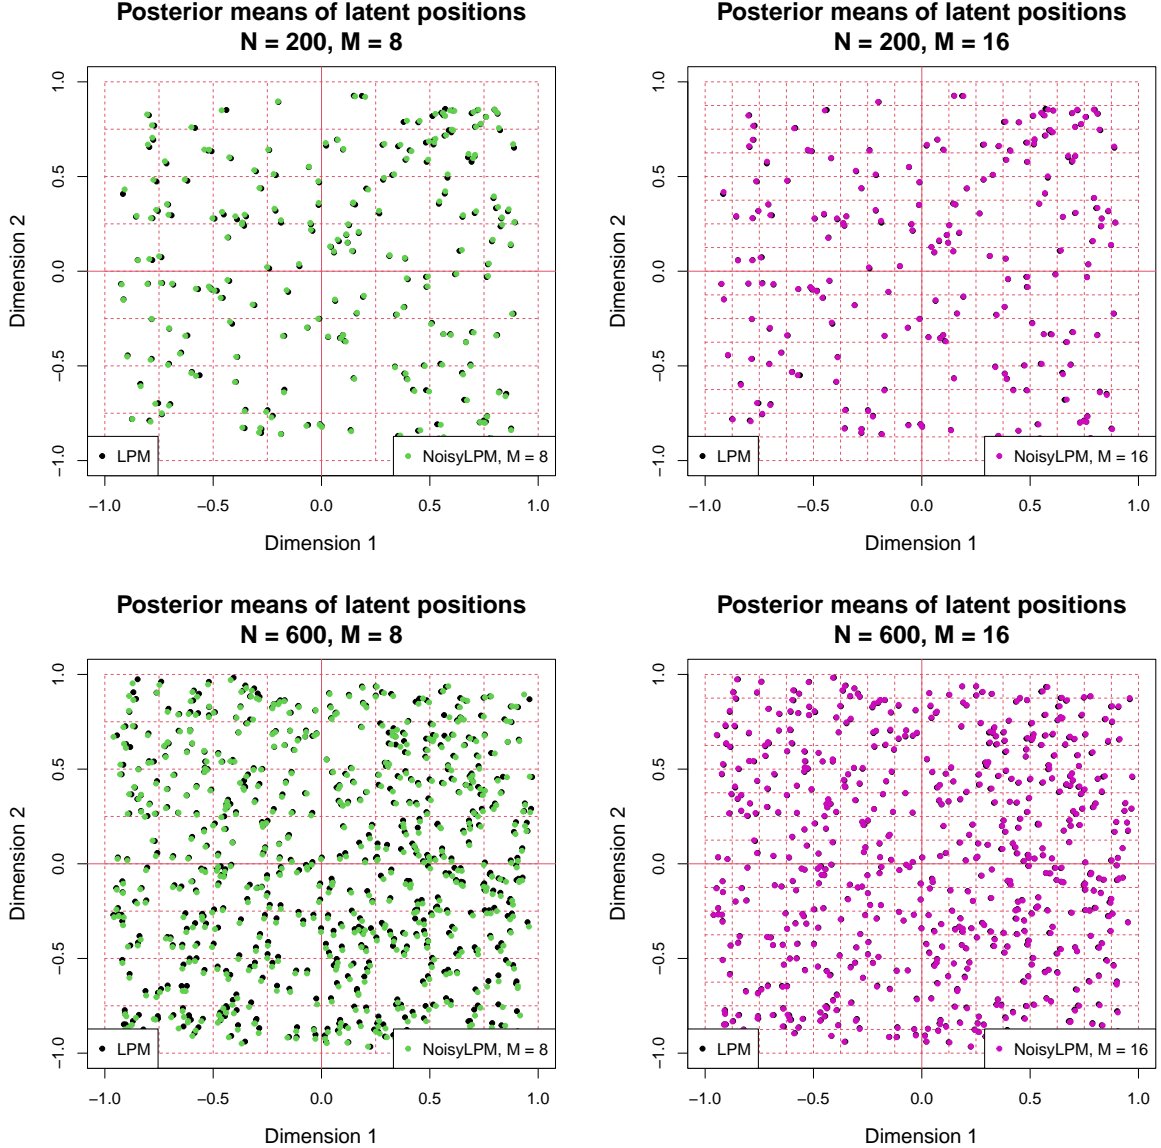 Posterior means of latent positions
N = 200, M = 8
1.0
0.5
0.0
−0.5
−1.0
Dimension 2
LPM
NoisyLPM, M = 8
−1.0 −0.5 0.0 0.5 1.0
Dimension 1
Posterior means of latent positions
N = 200, M = 16
1.0
0.5
0.0
−0.5
−1.0
Dimension 2
LPM
NoisyLPM, M = 16
−1.0 −0.5 0.0 0.5 1.0
Dimension 1
Posterior means of latent positions
N = 600, M = 8
1.0
0.5
0.0
−0.5
−1.0
Dimension 2
LPM
NoisyLPM, M = 8
−1.0 −0.5 0.0 0.5 1.0
Dimension 1
Posterior means of latent positions
N = 600, M = 16
1.0
0.5
0.0
−0.5
−1.0
Dimension 2
LPM
NoisyLPM, M = 16
−1.0 −0.5 0.0 0.5 1.0
Dimension 1